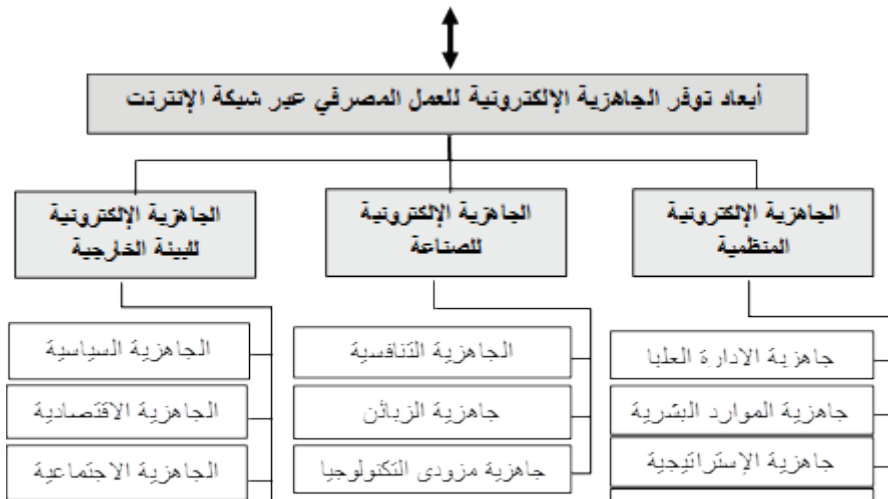 أبعاد توفر الجاهزية الإلكترونية للعمل المصرفي عبر شبكة الإنترنت
الجاهزية الإلكترونية
المنظمية
الجاهزية الإلكترونية
للصناعة
الجاهزية الإلكترونية
للبيئة الخارجية
جاهزية الادارة العليا
جاهزية الموارد البشرية
جاهزية الإستراتيجية
الجاهزية التنافسية
جاهزية الزبائن
جاهزية مزودى التكنولوجيا
الجاهزية السياسية
الجاهزية الاقتصادية
الجاهزية الاجتماعية